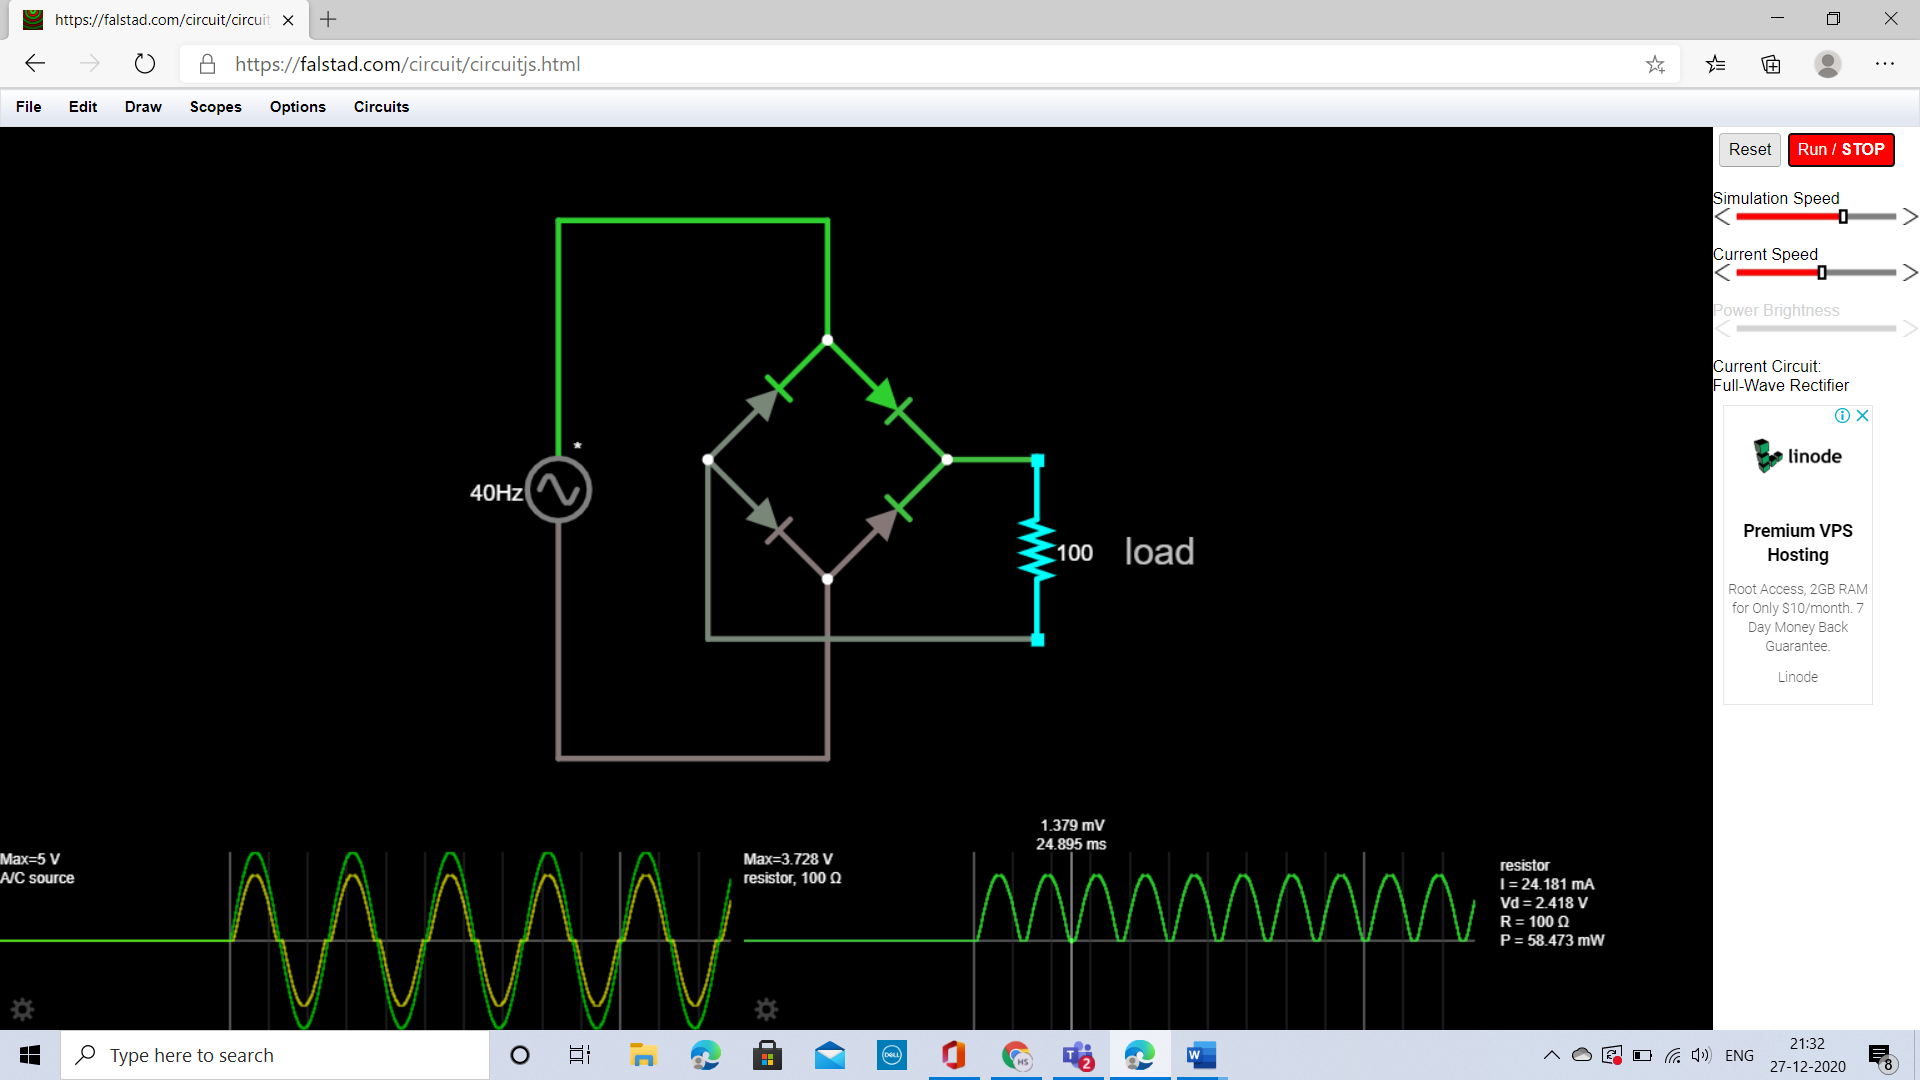 https://falstad.com/circuit/circuit
https://falstad.com/circuit/circuitjs.html
File Edit Draw Scopes Options Circuits
Reset Run / STOP
Simulation Speed
Current Speed
Power Brightness
Current Circuit:
Full-Wave Rectifier
linode
Premium VPS
Hosting
Root Access, 2GB RAM
for Only $10/month. 7
Day Money Back
Guarantee.
Linode
*
40Hz
100 load
Max=5 V
A/C source
Max=3.728 V
resistor, 100 Ω
1.379 mV
24.895 ms
resistor
I = 24.181 mA
Vd = 2.418 V
R = 100 Ω
P = 58.473 mW
Type here to search
DELL
HS
T
2
W
ENG
21:32
27-12-2020
8